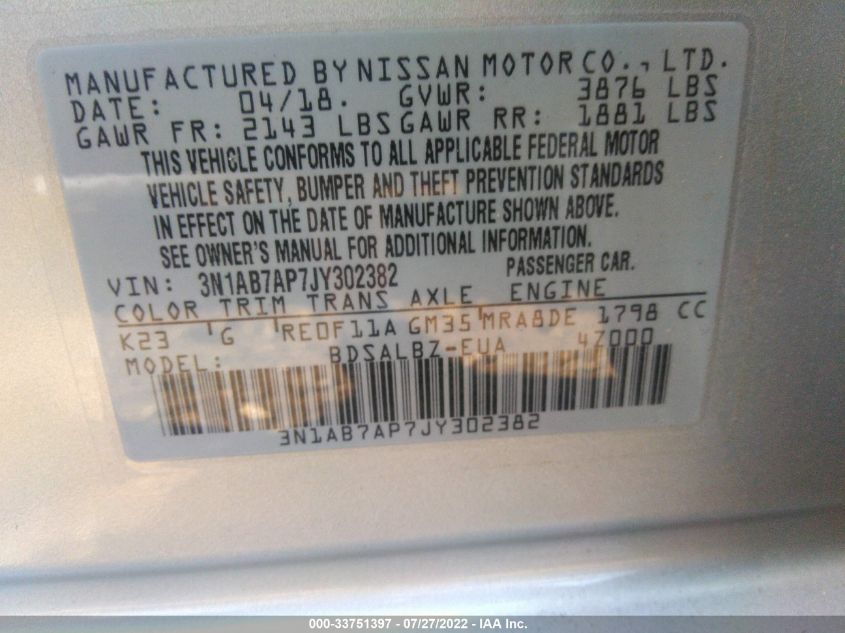 MANUFACTURED BY NISSAN MOTOR CO., LTD.
DATE: 04/18. GVWR: 3876 LBS
GAWR FR: 2143 LBS GAWR RR: 1881 LBS
THIS VEHICLE CONFORMS TO ALL APPLICABLE FEDERAL MOTOR
VEHICLE SAFETY, BUMPER AND THEFT PREVENTION STANDARDS
IN EFFECT ON THE DATE OF MANUFACTURE SHOWN ABOVE.
SEE OWNER'S MANUAL FOR ADDITIONAL INFORMATION.
VIN: 3N1AB7AP7JY302382 PASSENGER CAR.
COLOR TRIM TRANS AXLE ENGINE
K23 G RE0F11A GM35 MRA8DE 1798 CC
MODEL: BDSALBZ-EUA 4Z000
3N1AB7AP7JY302382
000-33751397 - 07/27/2022 - IAA Inc.